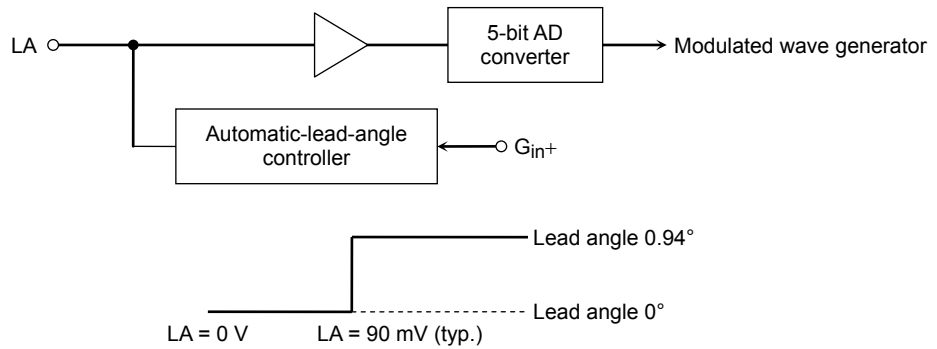 LA
5-bit AD
converter
Modulated wave generator
Automatic-lead-angle
controller
Gin+
Lead angle 0.94°
Lead angle 0°
LA = 0 V
LA = 90 mV (typ.)